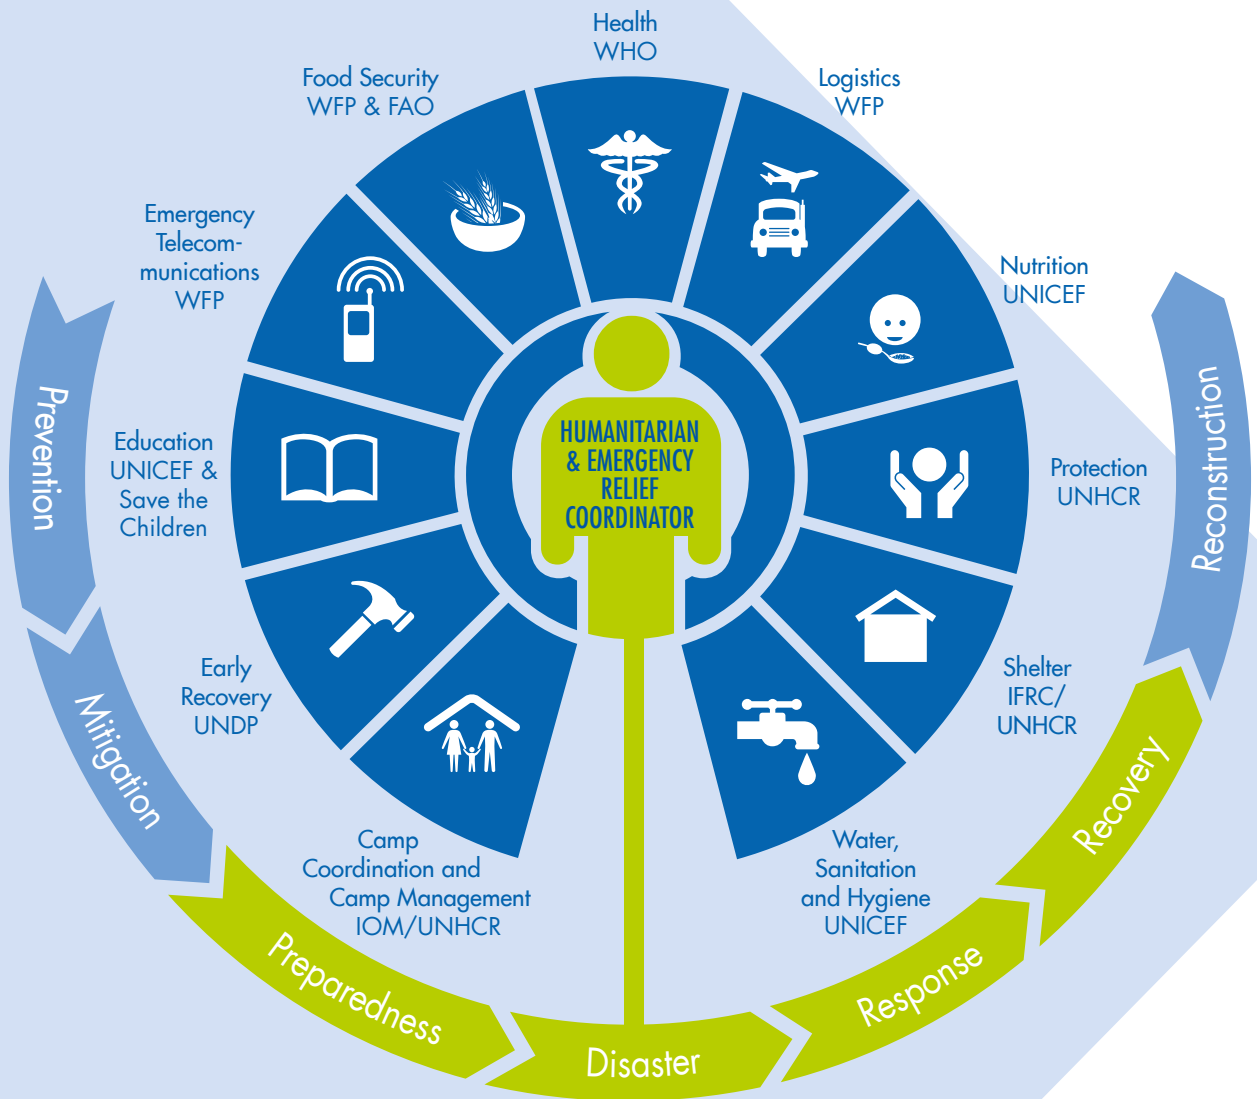 Health
WHO
Logistics
WFP
Food Security
WFP & FAO
Emergency
Telecom-
munications
WFP
Nutrition
UNICEF
Education
UNICEF &
Save the
Children
Protection
UNHCR
HUMANITARIAN
& EMERGENCY
RELIEF
COORDINATOR
Early
Recovery
UNDP
Shelter
IFRC/
UNHCR
Camp
Coordination and
Camp Management
IOM/UNHCR
Water,
Sanitation
and Hygiene
UNICEF
Prevention
Mitigation
Preparedness
Disaster
Response
Recovery
Reconstruction